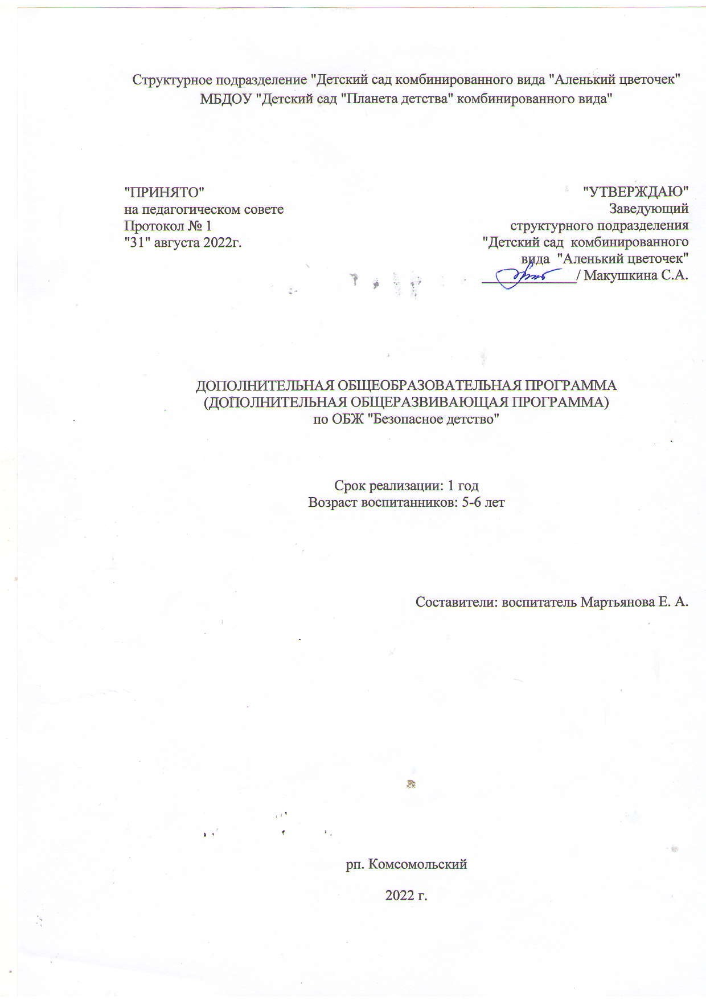 Структурное подразделение "Детский сад комбинированного вида "Аленький цветочек"
МБДОУ "Детский сад "Планета детства" комбинированного вида"
"ПРИНЯТО"
на педагогическом совете
Протокол № 1
"31" августа 2022г.
"УТВЕРЖДАЮ"
Заведующий
структурного подразделения
"Детский сад комбинированного
вида "Аленький цветочек"
_____________/ Макушкина С.А.
ДОПОЛНИТЕЛЬНАЯ ОБЩЕОБРАЗОВАТЕЛЬНАЯ ПРОГРАММА
(ДОПОЛНИТЕЛЬНАЯ ОБЩЕРАЗВИВАЮЩАЯ ПРОГРАММА)
по ОБЖ "Безопасное детство"
Срок реализации: 1 год
Возраст воспитанников: 5-6 лет
Составители: воспитатель Мартьянова Е. А.
рп. Комсомольский
2022 г.